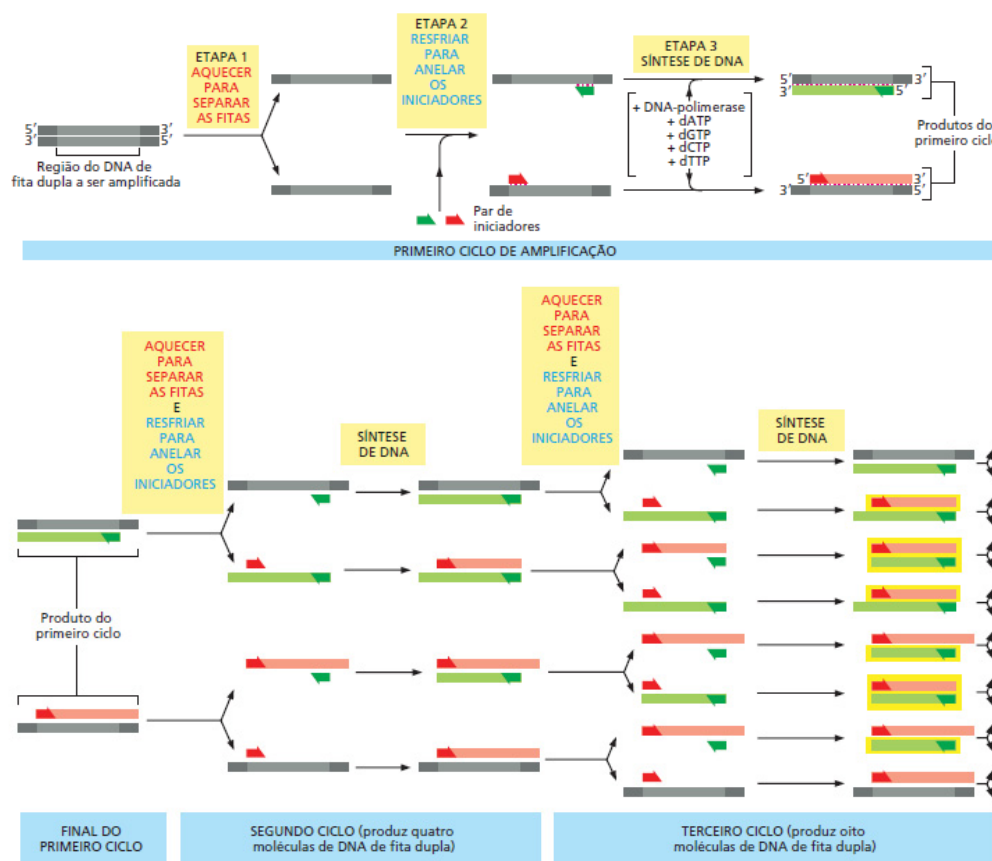 ETAPA 1
AQUECER
PARA
SEPARAR
AS FITAS
ETAPA 2
RESFRIAR
PARA
ANELAR
OS
INICIADORES
ETAPA 3
SÍNTESE DE DNA
5′ 3′
3′ 5′
Região do DNA de
fita dupla a ser amplificada
Par de
iniciadores
+ DNA-polimerase
+ dATP
+ dGTP
+ dCTP
+ dTTP
5′ 3′
3′ 5′
5′ 3′
3′ 5′
Produtos do
primeiro ciclo
PRIMEIRO CICLO DE AMPLIFICAÇÃO
AQUECER
PARA
SEPARAR
AS FITAS
E
RESFRIAR
PARA
ANELAR
OS
INICIADORES
SÍNTESE
DE DNA
AQUECER
PARA
SEPARAR
AS FITAS
E
RESFRIAR
PARA
ANELAR
OS
INICIADORES
SÍNTESE
DE DNA
Produto do
primeiro ciclo
FINAL DO
PRIMEIRO CICLO
SEGUNDO CICLO (produz quatro
moléculas de DNA de fita dupla)
TERCEIRO CICLO (produz oito
moléculas de DNA de fita dupla)